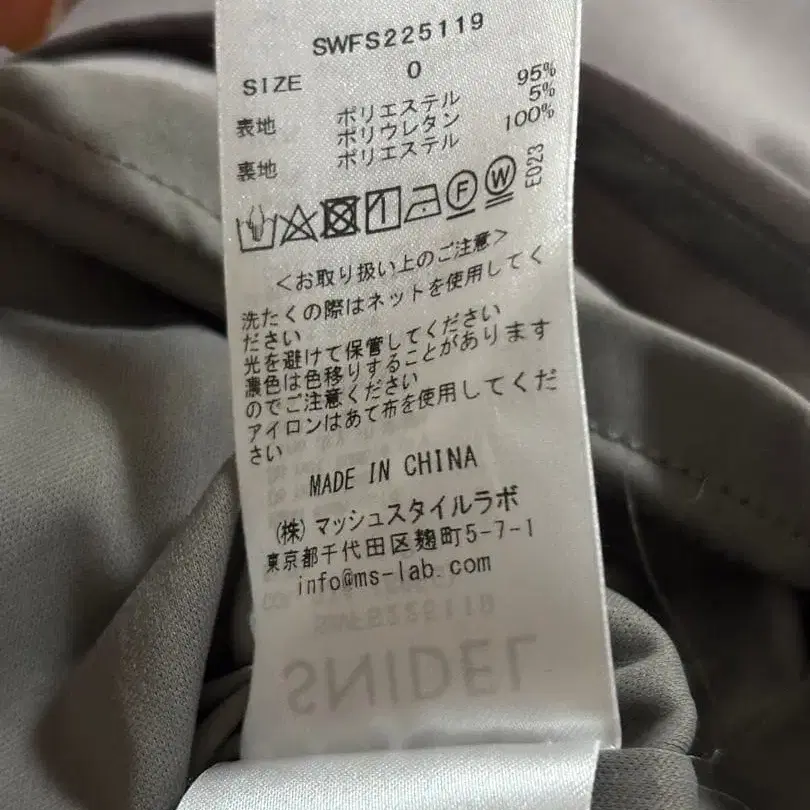 SWFS225119
SIZE 0
表地 ポリエステル 95%
ポリウレタン 5%
裏地 ポリエステル 100%
F W E023
<お取り扱い上のご注意>
洗たくの際はネットを使用してく
ださい
光を避けて保管してください
濃色は色移りすることがあります
のでご注意ください
アイロンはあて布を使用してくだ
さい
MADE IN CHINA
(株)マッシュスタイルラボ
東京都千代田区麹町5-7-1
info@ms-lab.com
SWFS225119
SNIDEL